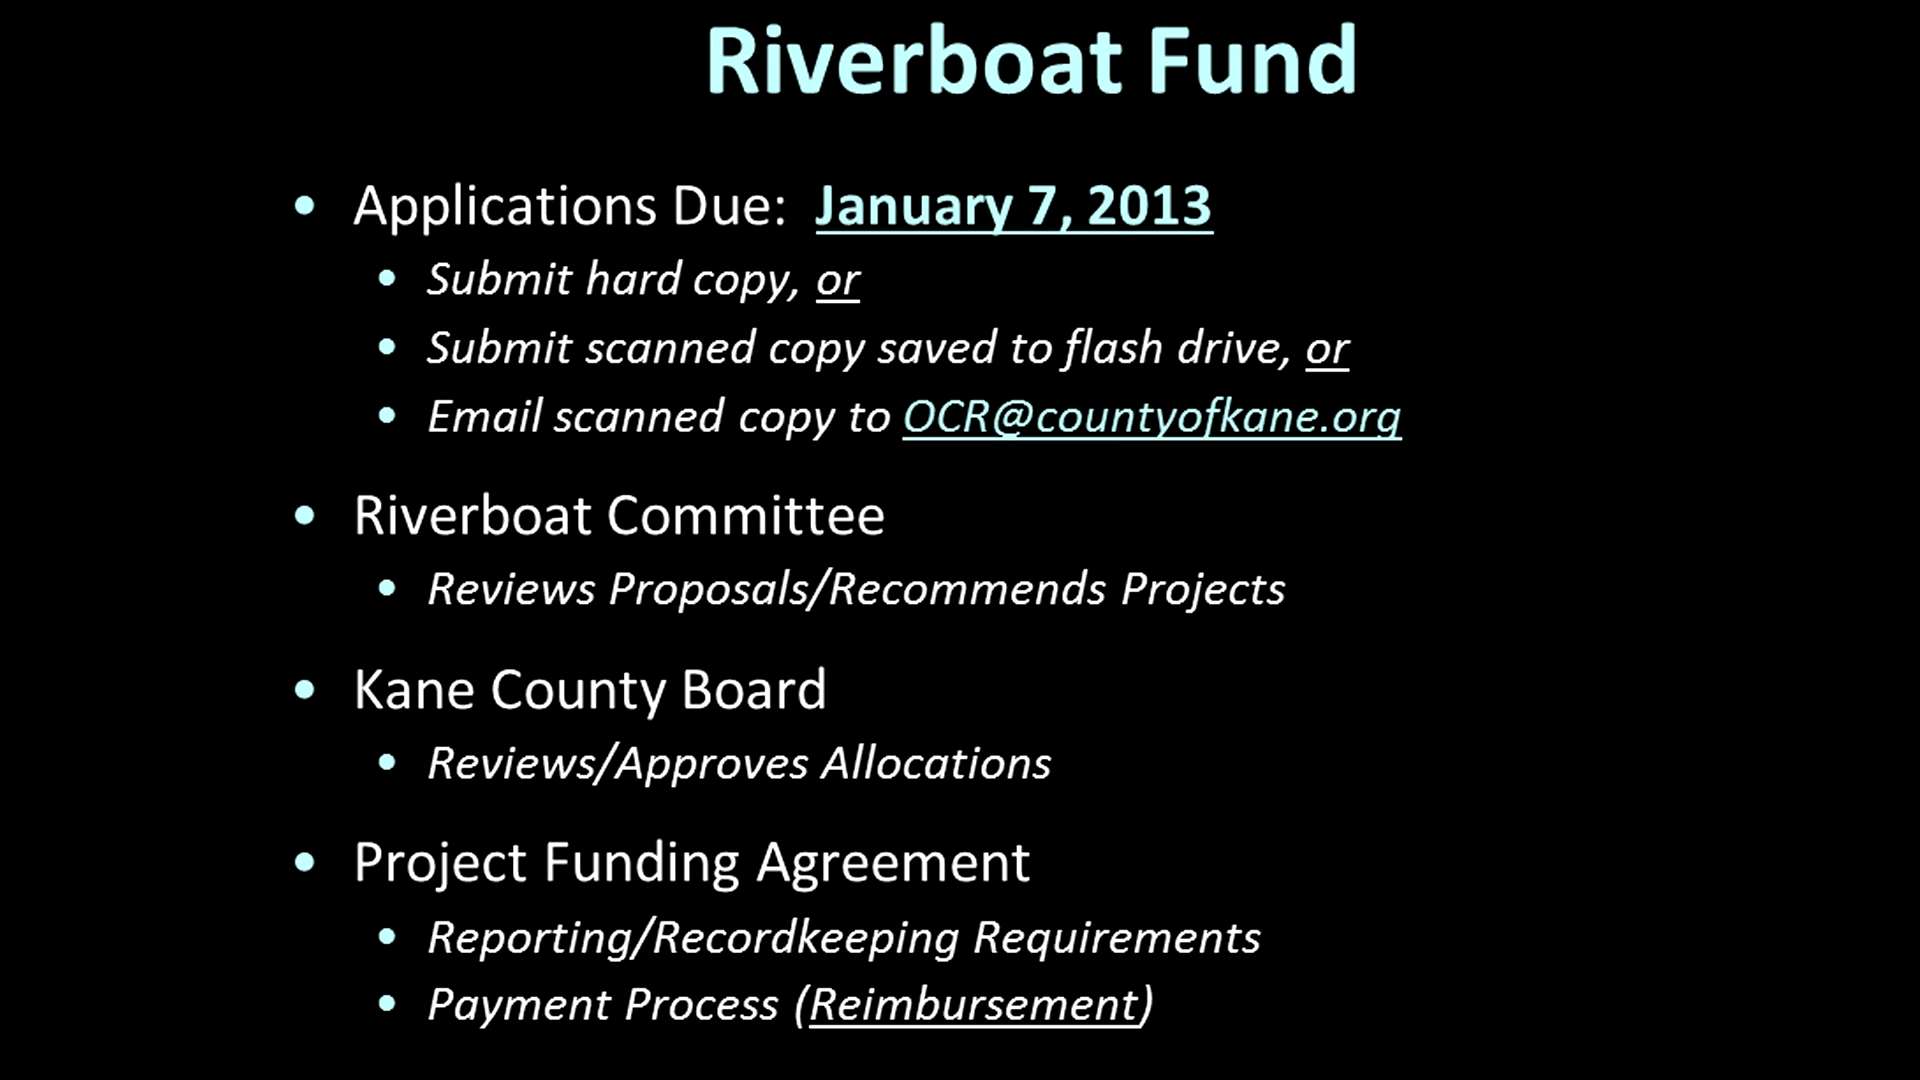 Riverboat Fund
• Applications Due: January 7, 2013
• Submit hard copy, or
• Submit scanned copy saved to flash drive, or
• Email scanned copy to OCR@countyofkane.org
• Riverboat Committee
• Reviews Proposals/Recommends Projects
• Kane County Board
• Reviews/Approves Allocations
• Project Funding Agreement
• Reporting/Recordkeeping Requirements
• Payment Process (Reimbursement)